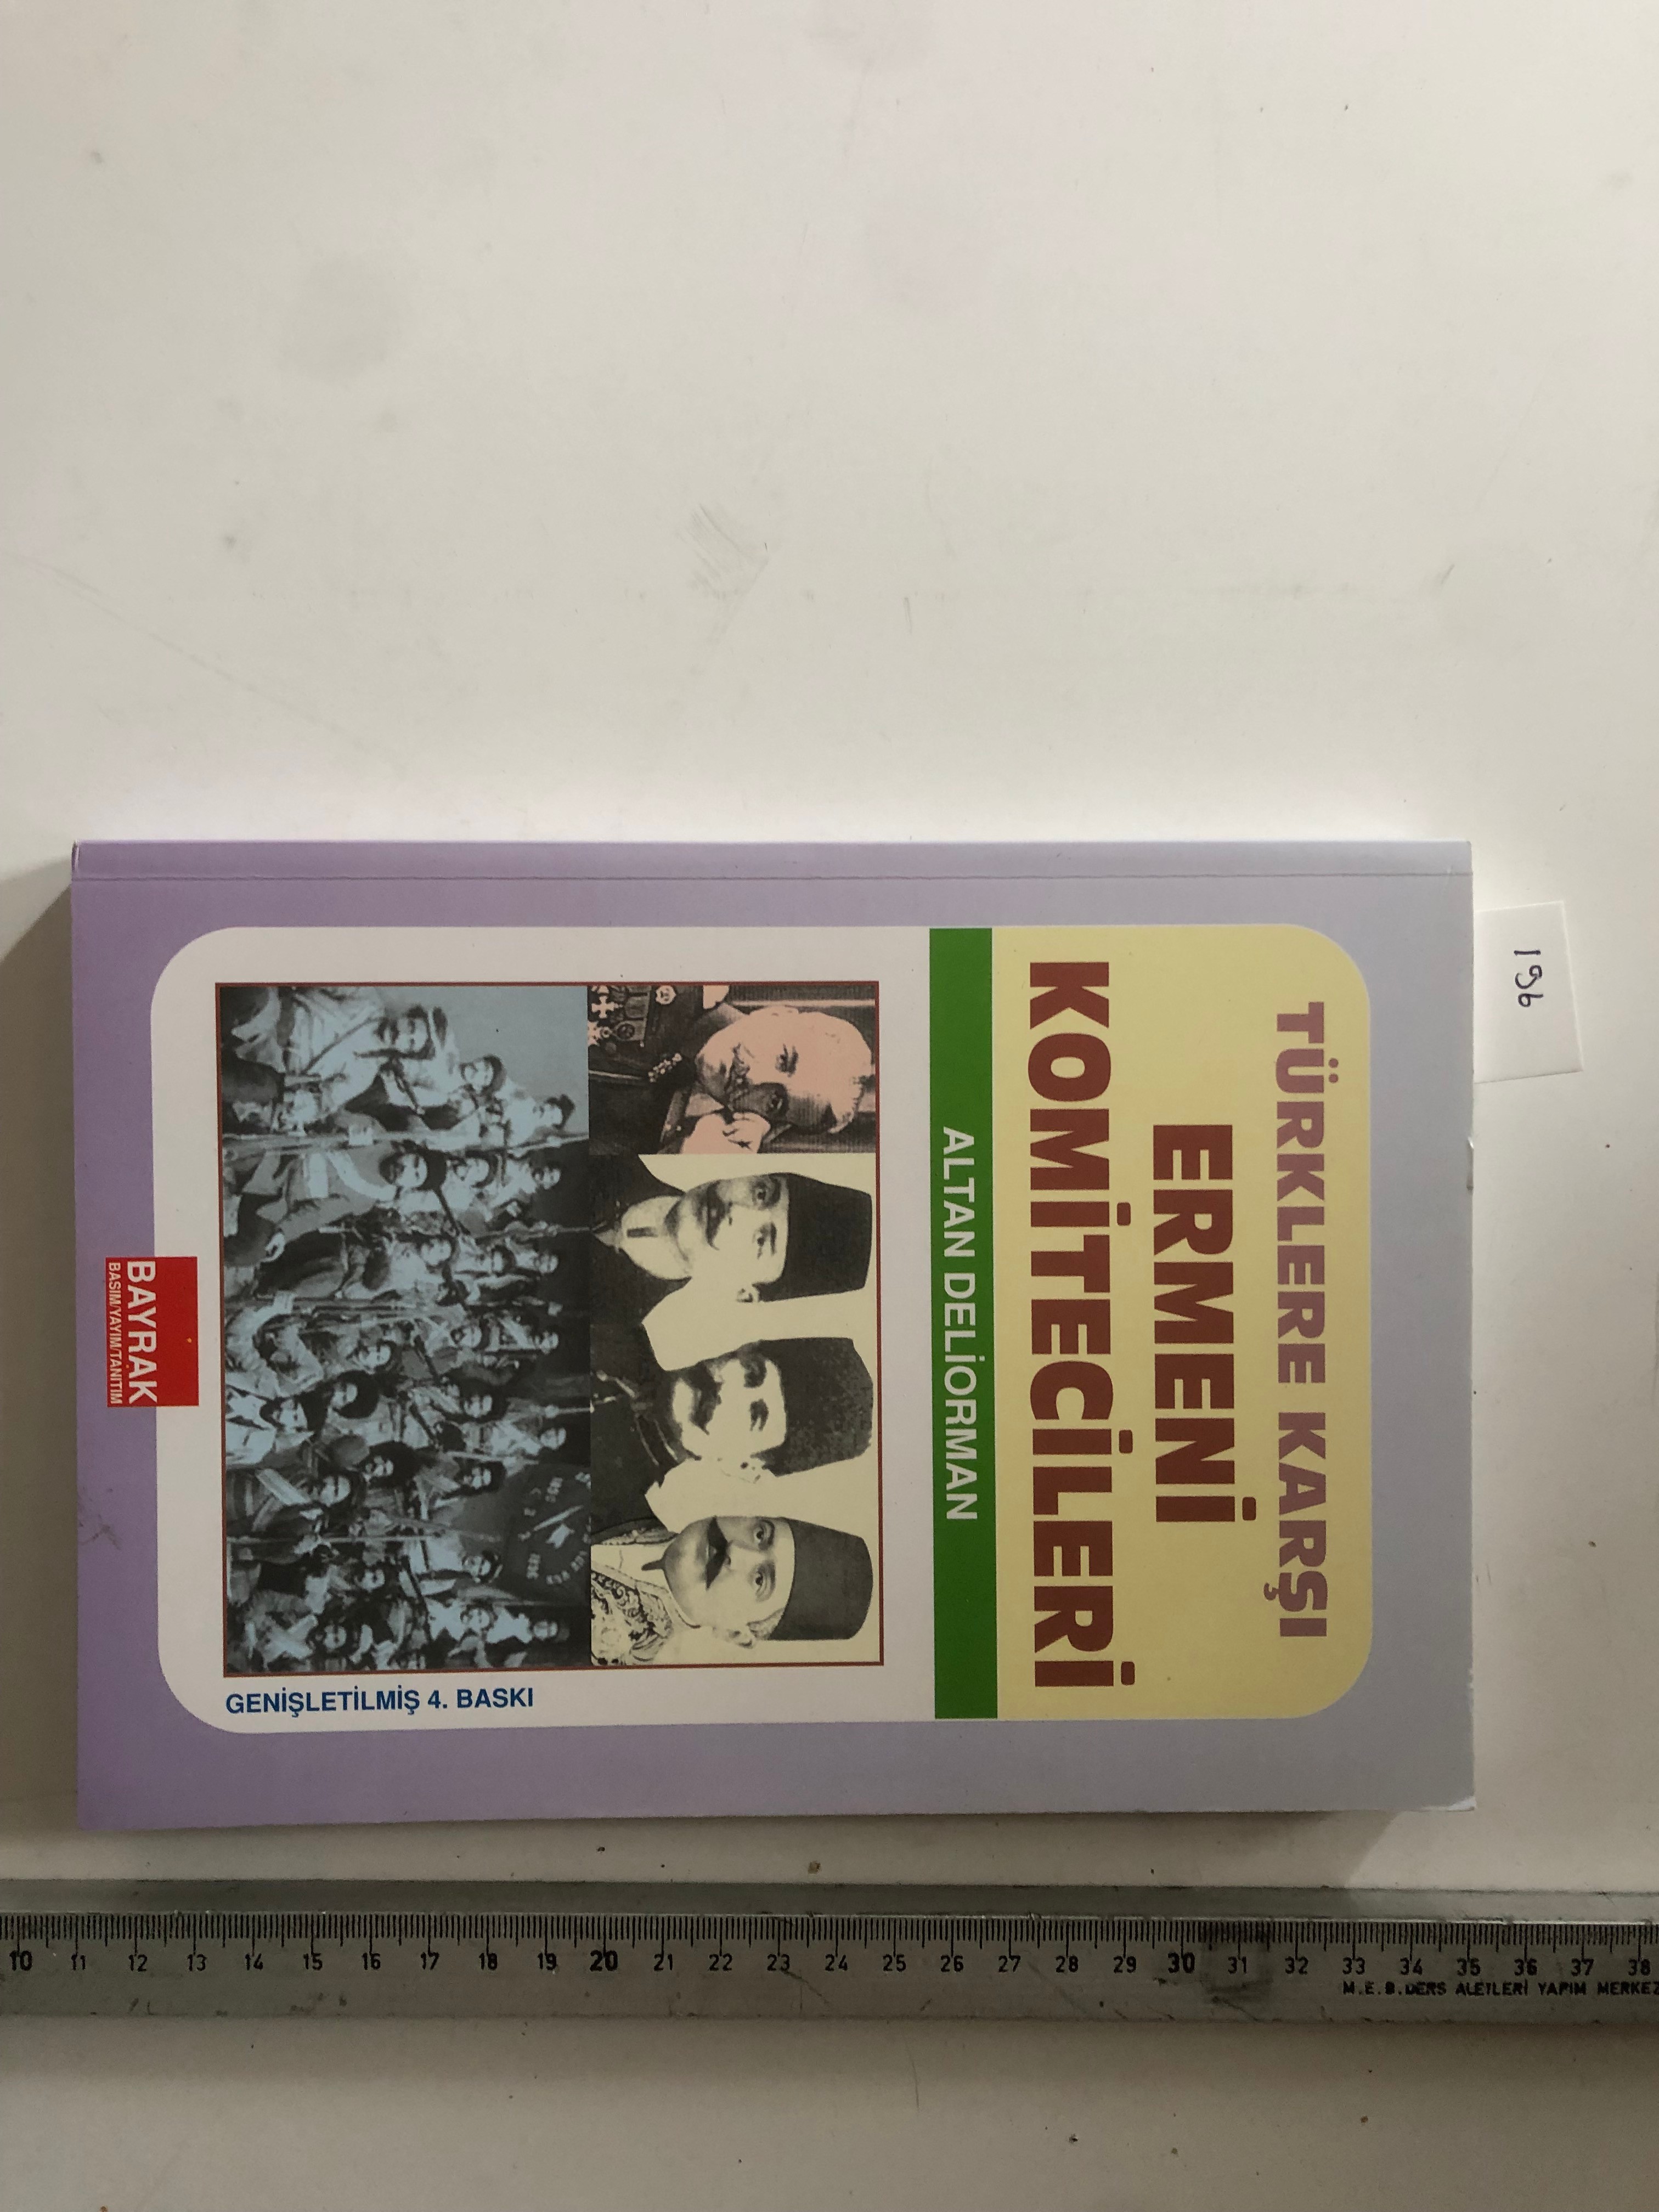 TÜRKLERE KARŞI
ERMENİ
KOMİTECİLERİ
ALTAN DELİORMAN
GENİŞLETİLMİŞ 4. BASKI
BAYRAK
BASIM/YAYIM/TANITIM
196
10 11 12 13 14 15 16 17 18 19 20 21 22 23 24 25 26 27 28 29 30 31 32 33 34 35 36 37 38
M.E.B. DERS ALETLERİ YAPIM MERKEZ